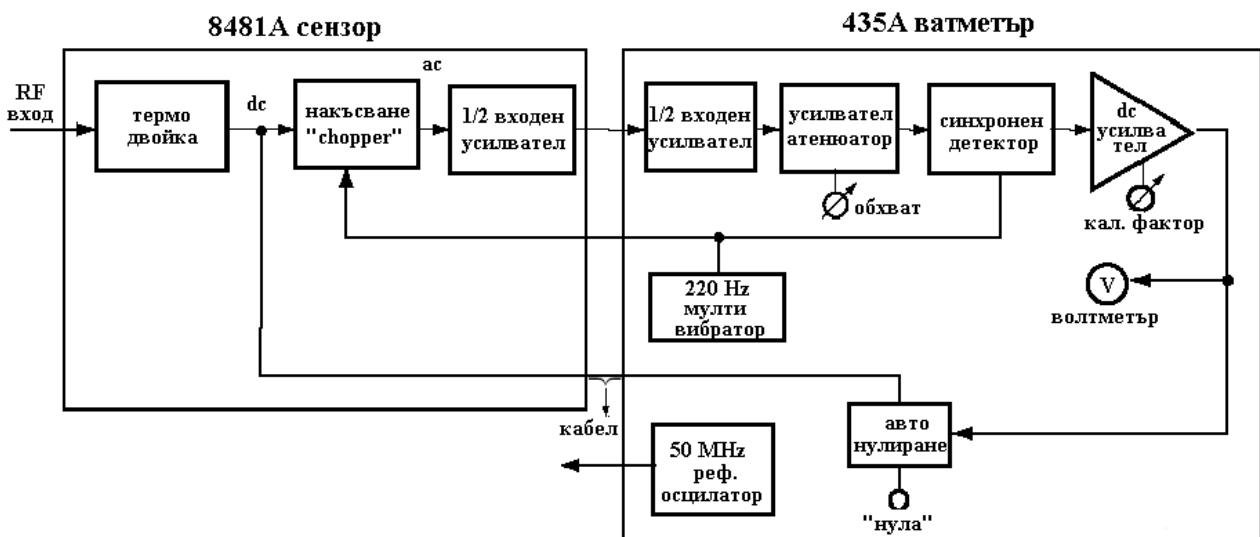 8481A сензор
435A ватметър
RF
вход
термо
двойка
dc
накъсване
"chopper"
ac
1/2 входен
усилвател
1/2 входен
усилвател
усилвател
атенюатор
обхват
синхронен
детектор
dc
усилва
тел
кал. фактор
220 Hz
мулти
вибратор
V
волтметър
кабел
50 MHz
реф.
осцилатор
авто
нулиране
"нула"